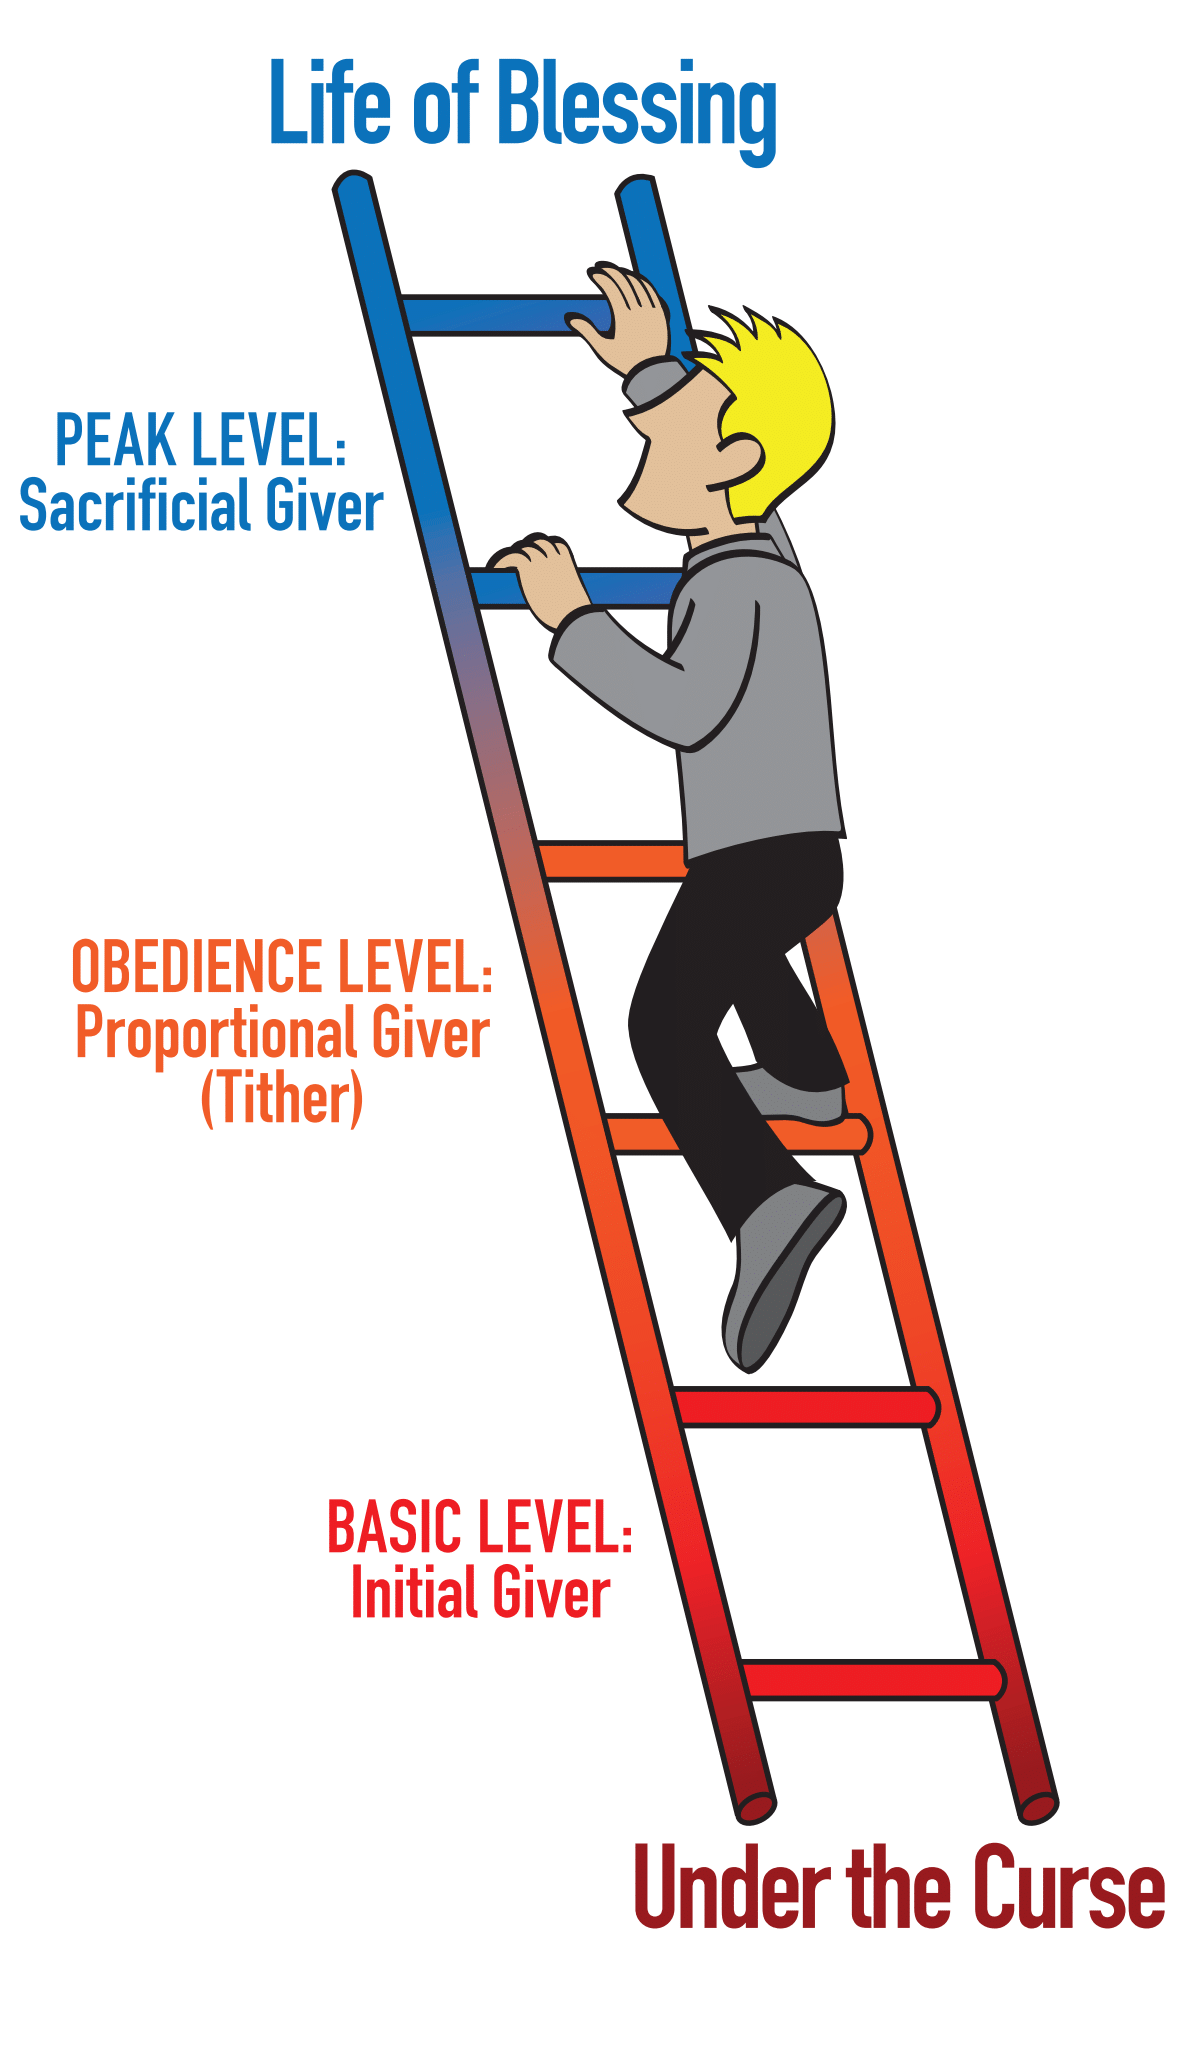 Life of Blessing
PEAK LEVEL:
Sacrificial Giver
OBEDIENCE LEVEL:
Proportional Giver
(Tither)
BASIC LEVEL:
Initial Giver
Under the Curse